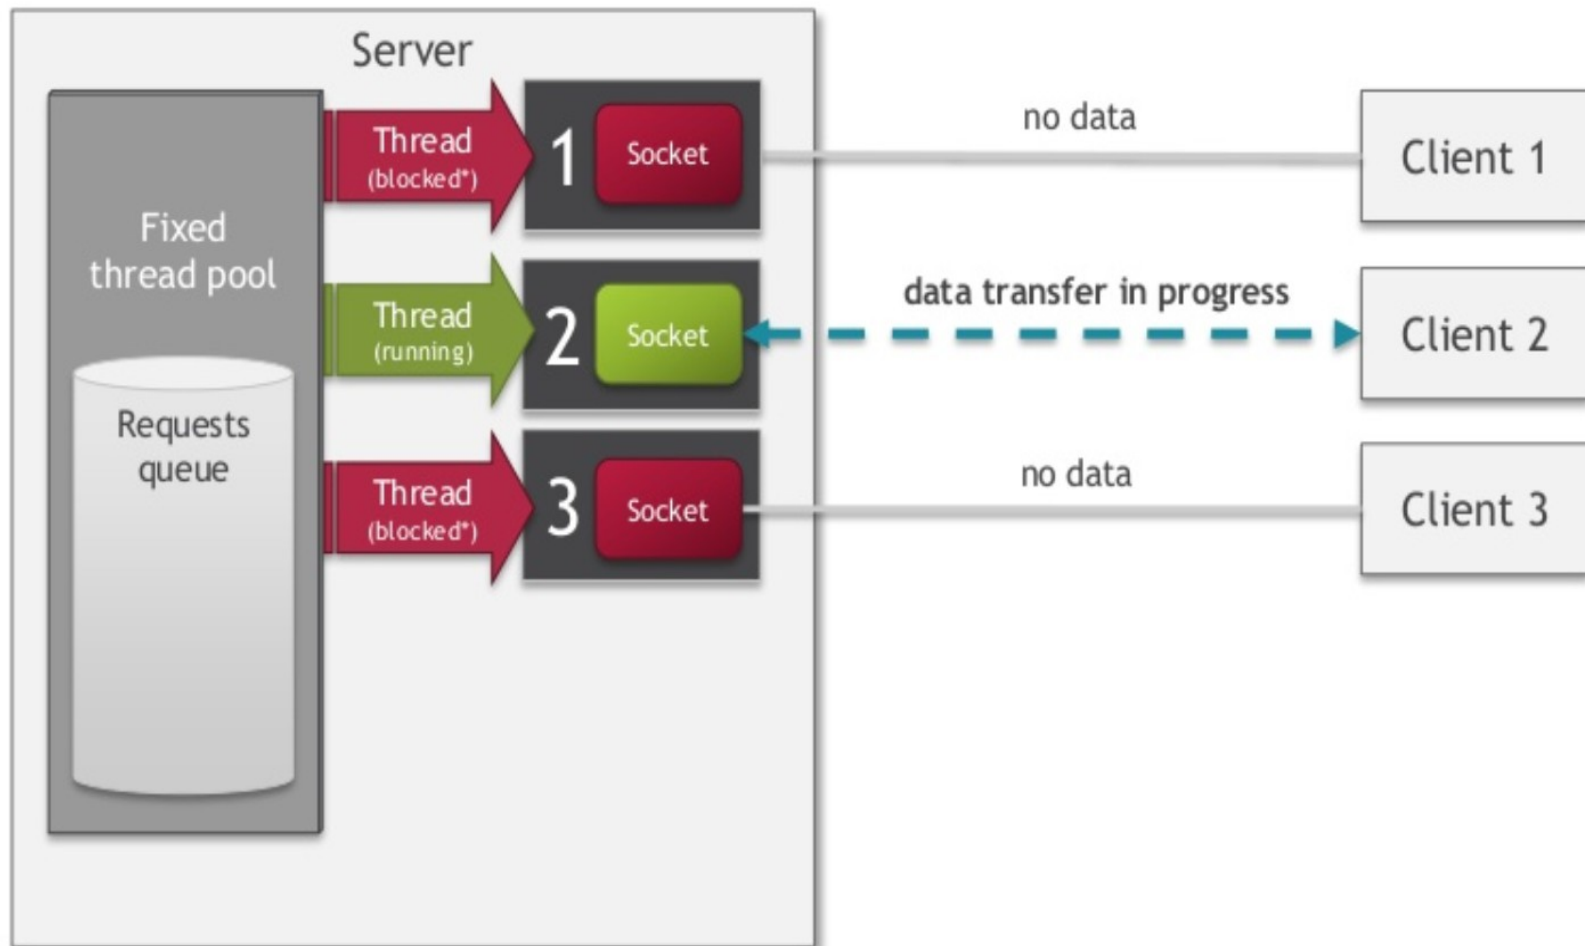 Server
Fixed
thread pool
Requests
queue
Thread
(blocked*)
1
Socket
no data
Client 1
Thread
(running)
2
Socket
data transfer in progress
Client 2
Thread
(blocked*)
3
Socket
no data
Client 3